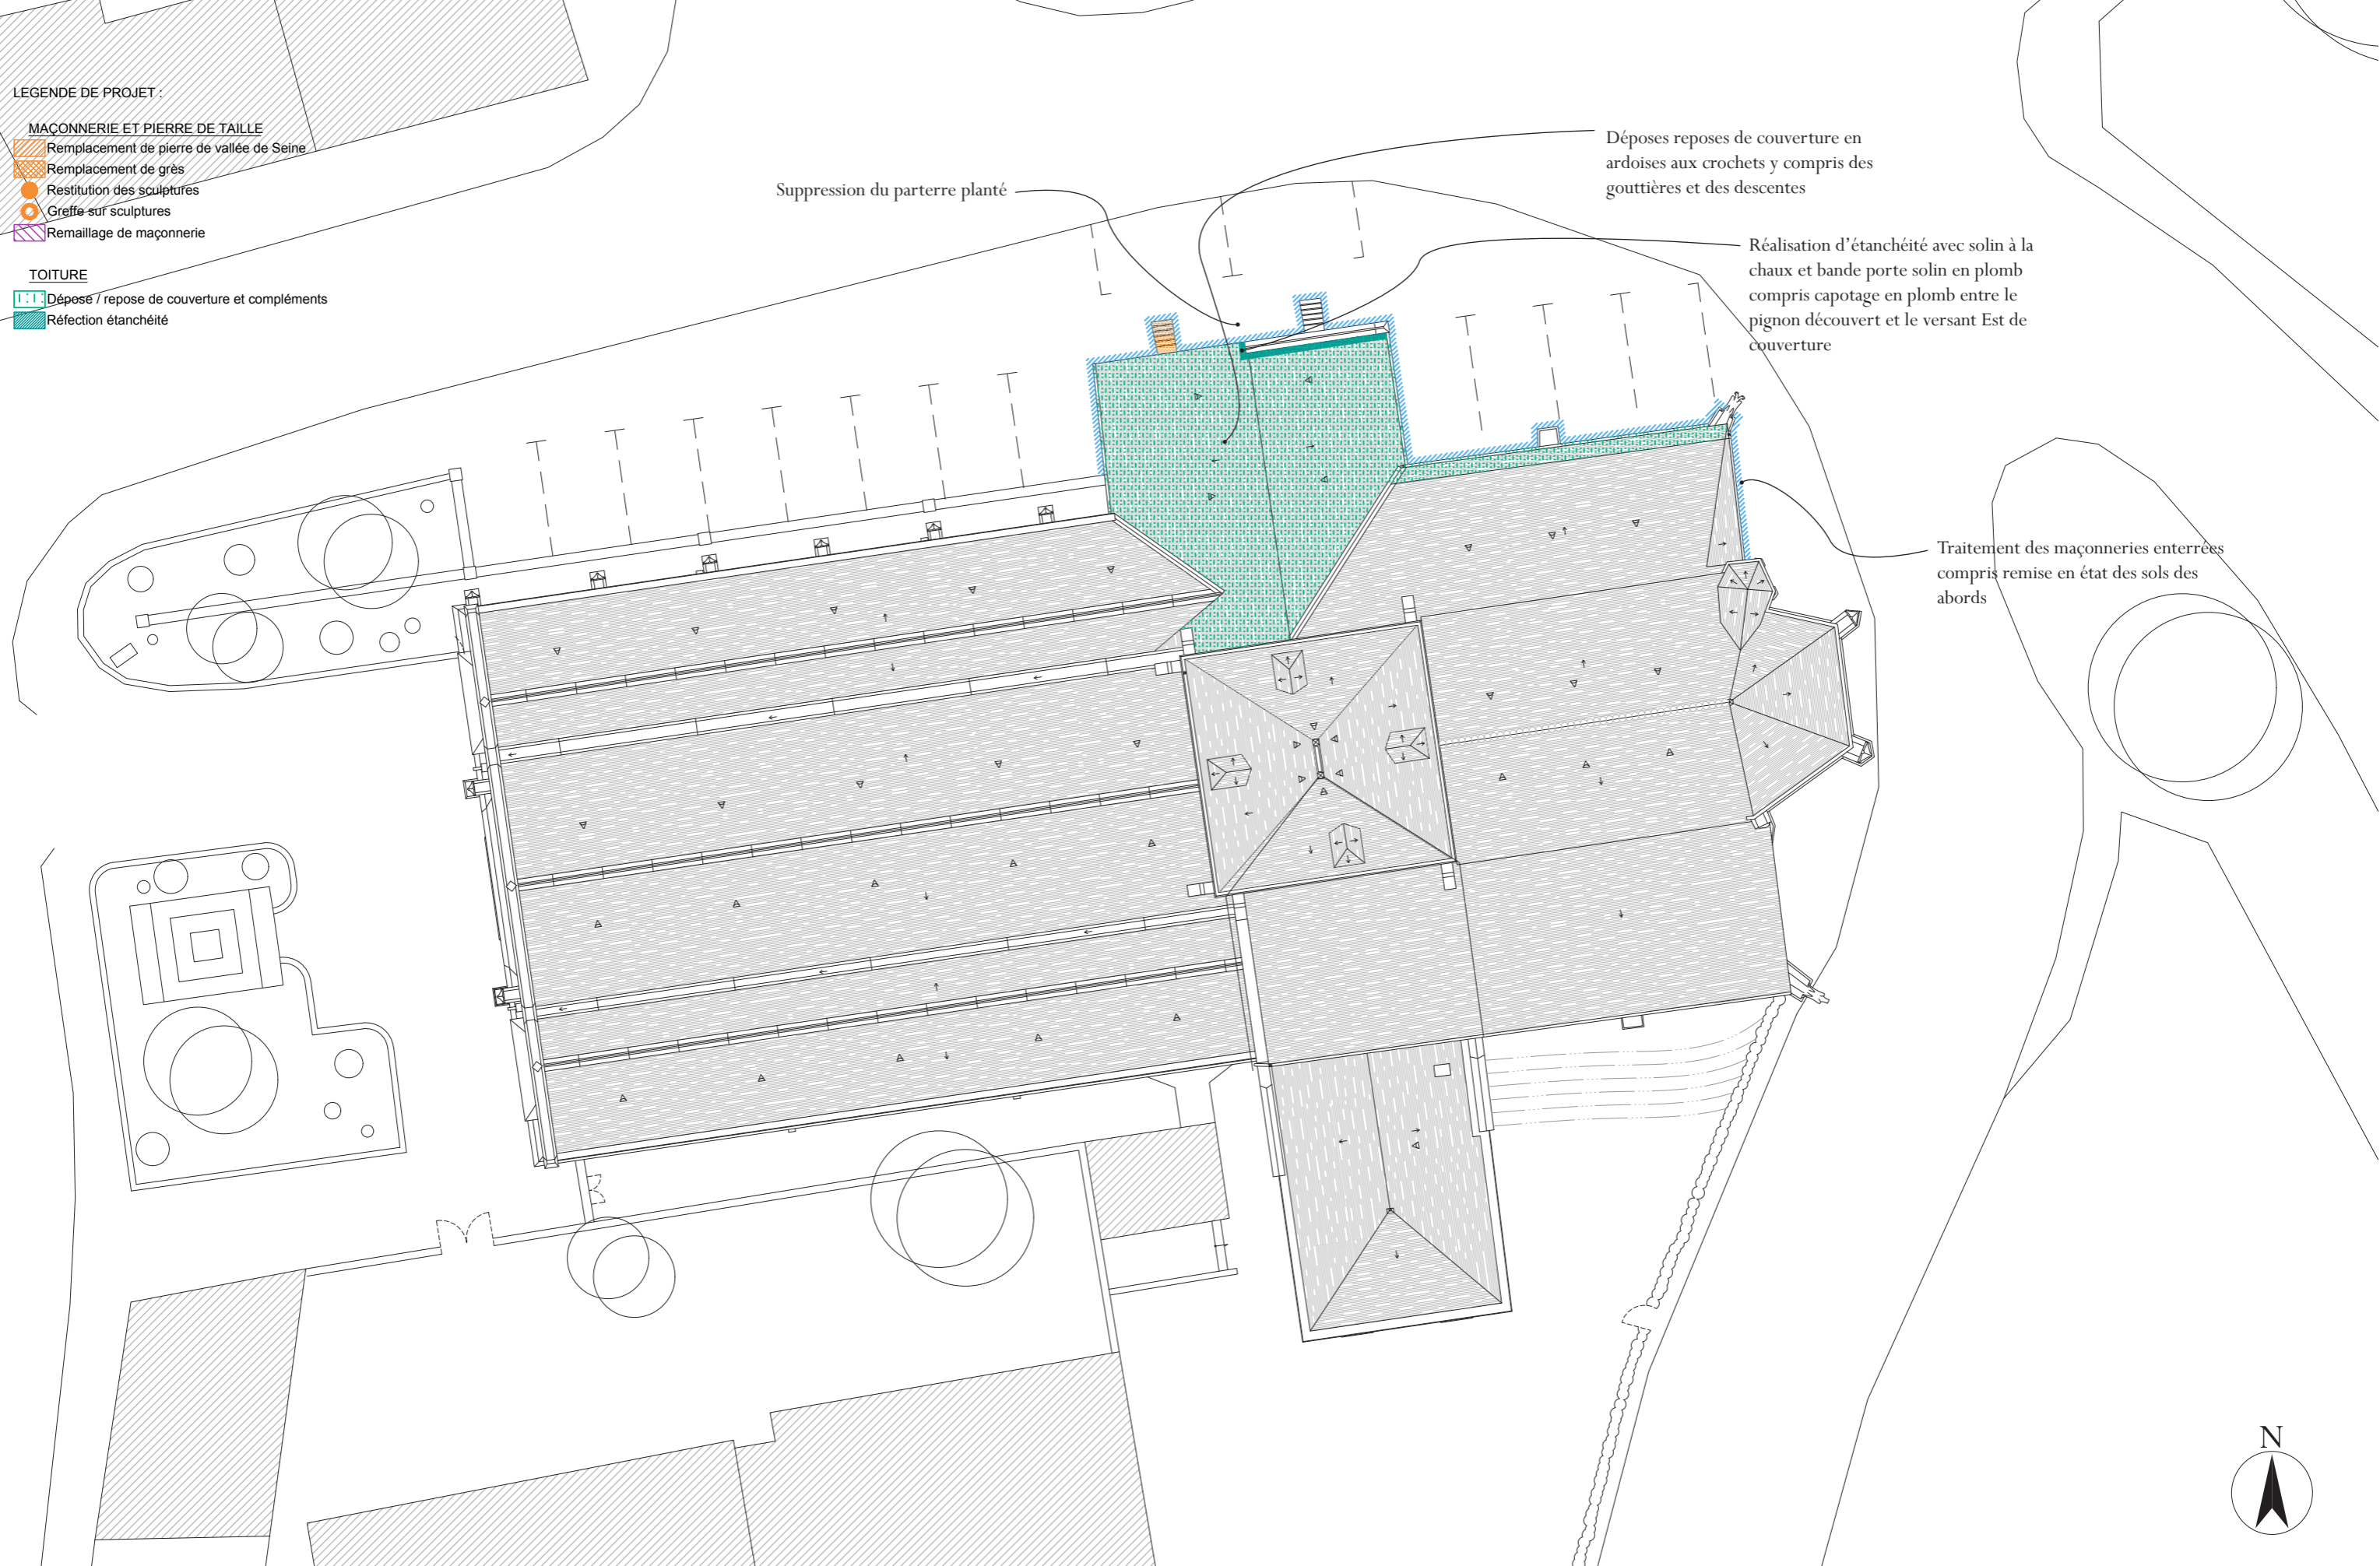 LEGENDE DE PROJET :
MAÇONNERIE ET PIERRE DE TAILLE
Remplacement de pierre de vallée de Seine
Remplacement de grès
Restitution des sculptures
Greffe sur sculptures
Remaillage de maçonnerie
TOITURE
Dépose / repose de couverture et compléments
Réfection étanchéité
Suppression du parterre planté
Déposes reposes de couverture en
ardoises aux crochets y compris des
gouttières et des descentes
Réalisation d’étanchéité avec solin à la
chaux et bande porte solin en plomb
compris capotage en plomb entre le
pignon découvert et le versant Est de
couverture
Traitement des maçonneries enterrées
compris remise en état des sols des
abords
N